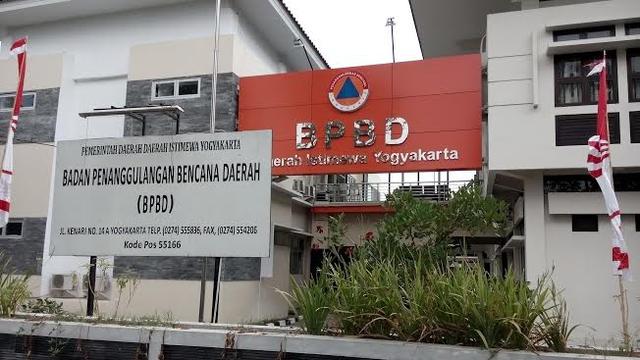 PEMERINTAH DAERAH DAERAH ISTIMEWA YOGYAKARTA
BADAN PENANGGULANGAN BENCANA DAERAH
(BPBD)
JL. KENARI NO. 14 A YOGYAKARTA TELP. (0274) 555836, FAX, (0274) 554206
Kode Pos 55166
BPBD
Istimewa Yogyakarta